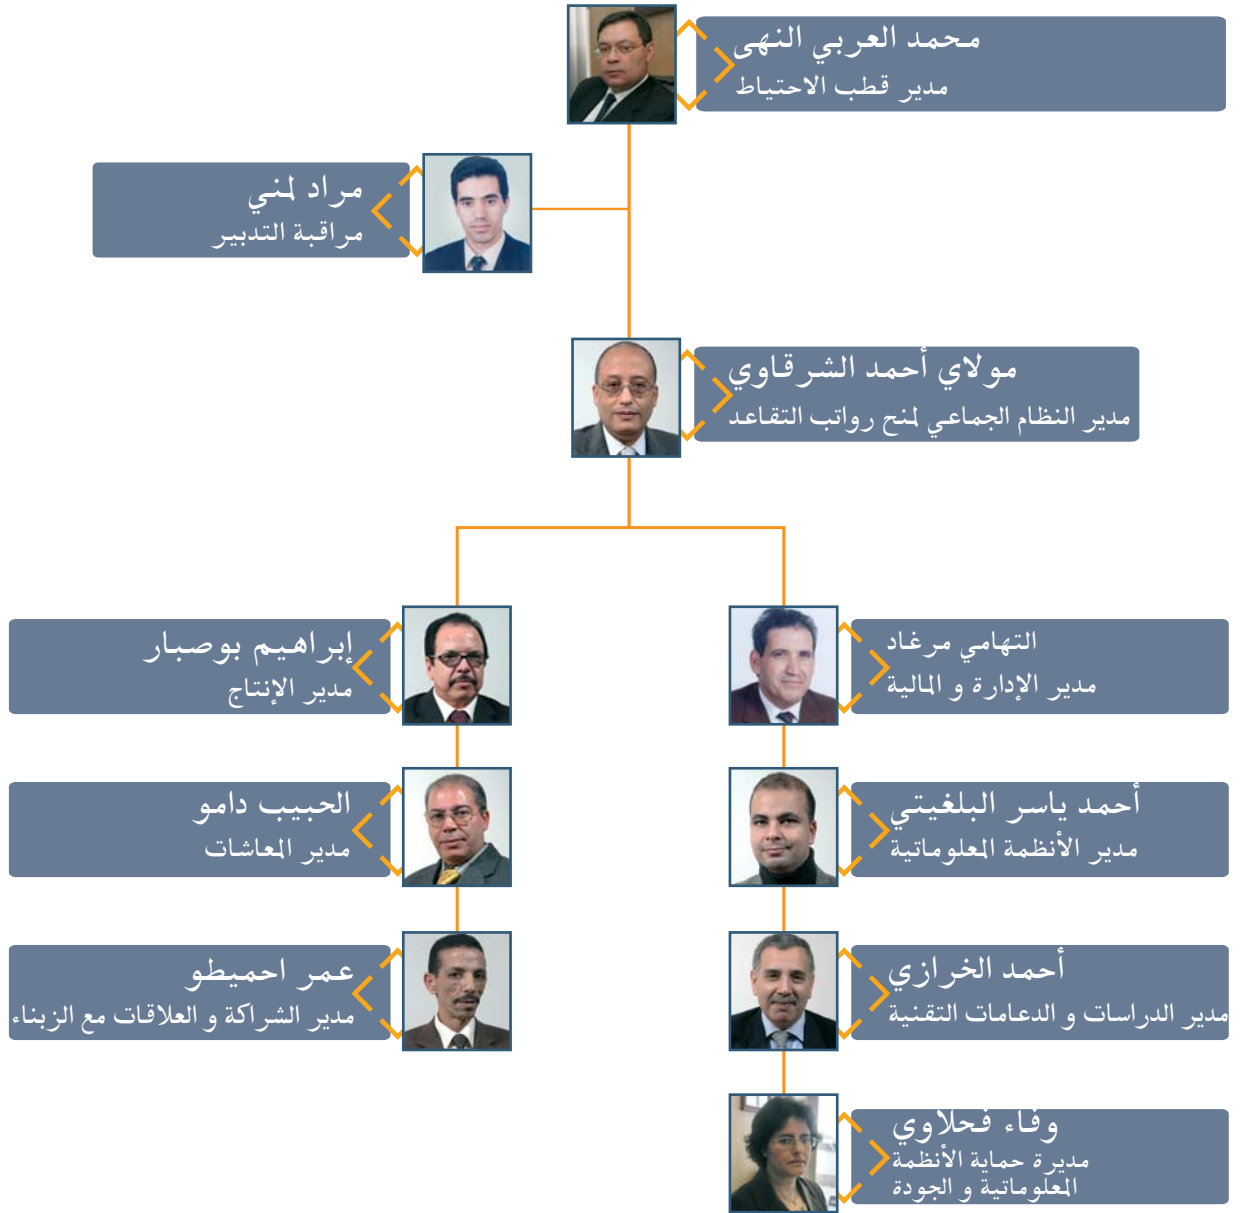 محمد العربي النهى
مدير قطب الاحتياط
مراد لمني
مراقبة التدبير
مولاي أحمد الشرقاوي
مدير النظام الجماعي لمنح رواتب التقاعد
التهامي مرغاد
مدير الإدارة و المالية
إبراهيم بوصبار
مدير الإنتاج
أحمد ياسر البلغيتي
مدير الأنظمة المعلوماتية
الحبيب دامو
مدير المعاشات
أحمد الخرازي
مدير الدراسات و الدعامات التقنية
عمر احميطو
مدير الشراكة و العلاقات مع الزبناء
وفاء فحلاوي
مديرة حماية الأنظمة
المعلوماتية و الجودة